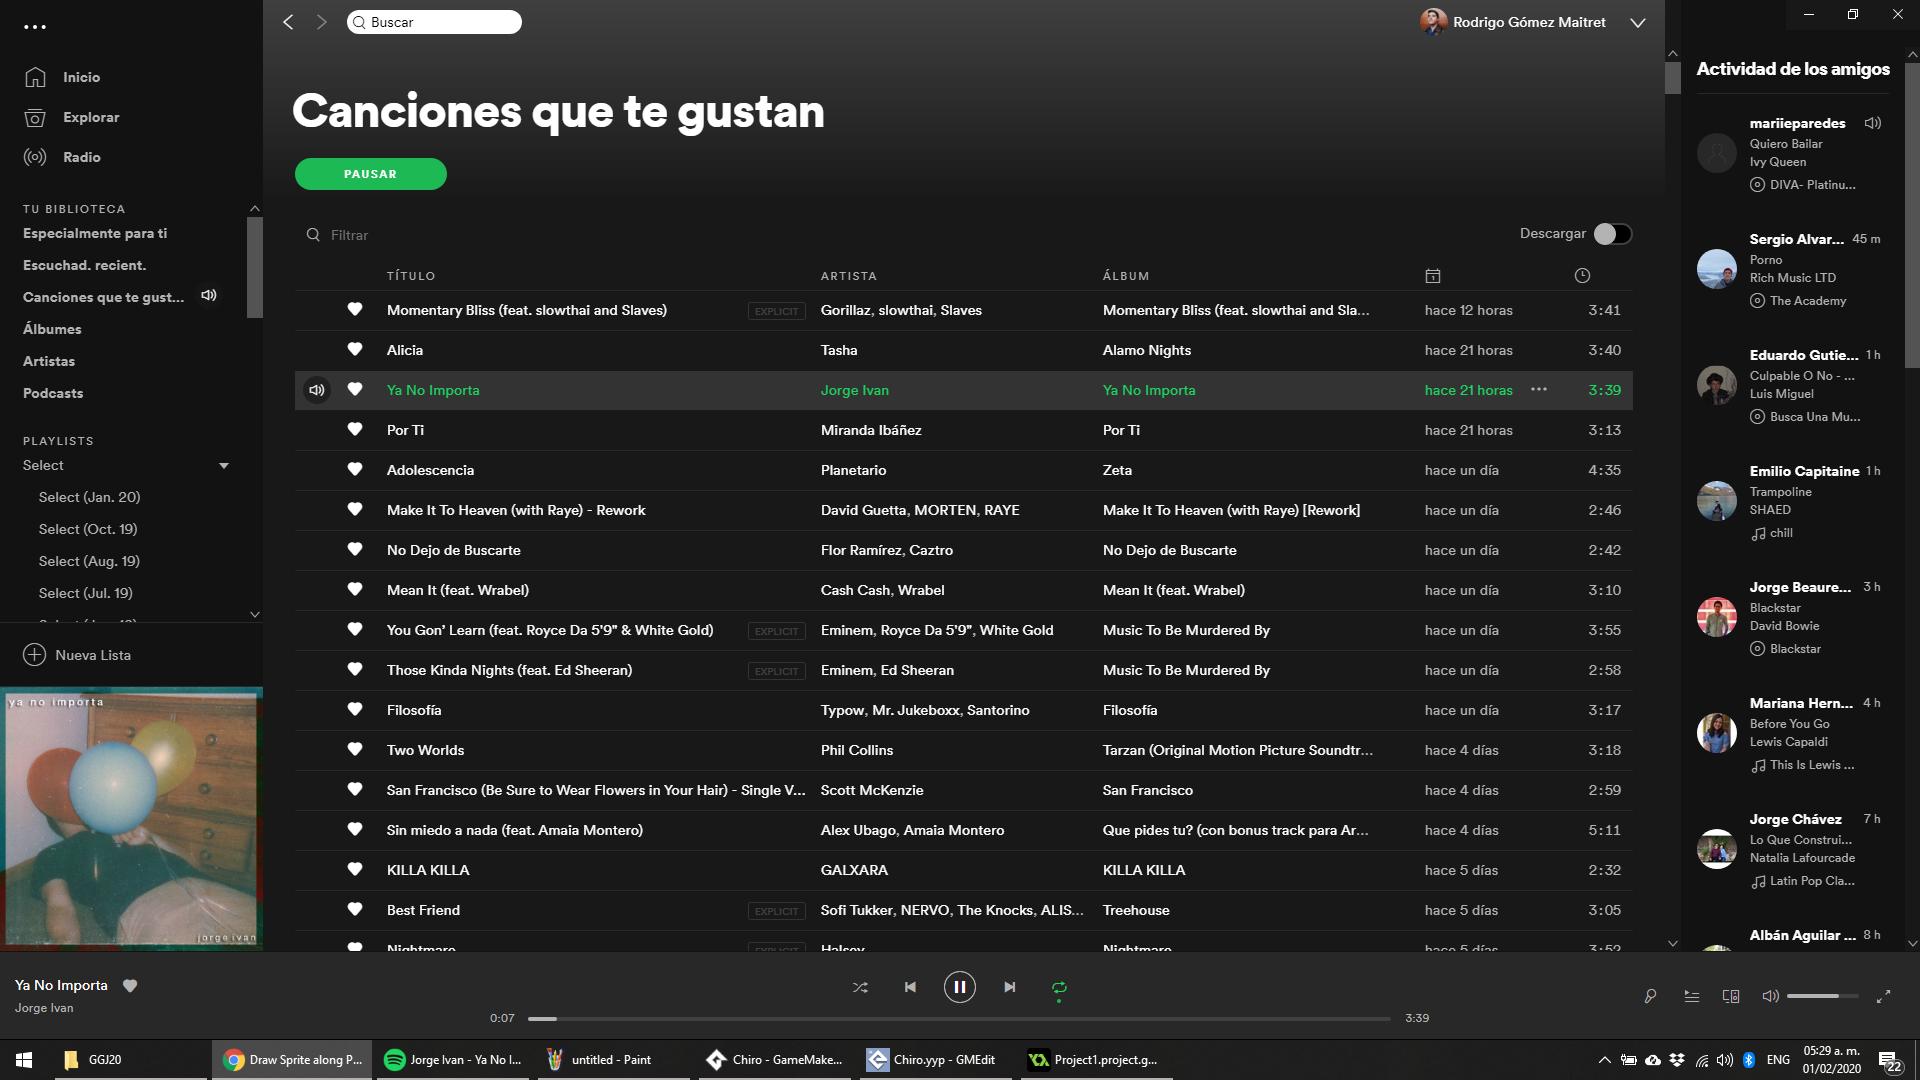 Buscar
Rodrigo Gómez Maitret
Inicio
Explorar
Radio
TU BIBLIOTECA
Especialmente para ti
Escuchad. recient.
Canciones que te gust...
Álbumes
Artistas
Podcasts
PLAYLISTS
Select
Select (Jan. 20)
Select (Oct. 19)
Select (Aug. 19)
Select (Jul. 19)
Nueva Lista
ya no importa
jorge ivan
Canciones que te gustan
PAUSAR
Filtrar
Descargar
TÍTULO ARTISTA ÁLBUM
Momentary Bliss (feat. slowthai and Slaves) EXPLICIT Gorillaz, slowthai, Slaves Momentary Bliss (feat. slowthai and Sla... hace 12 horas 3:41
Alicia Tasha Alamo Nights hace 21 horas 3:40
Ya No Importa Jorge Ivan Ya No Importa hace 21 horas ··· 3:39
Por Ti Miranda Ibáñez Por Ti hace 21 horas 3:13
Adolescencia Planetario Zeta hace un día 4:35
Make It To Heaven (with Raye) - Rework David Guetta, MORTEN, RAYE Make It To Heaven (with Raye) [Rework] hace un día 2:46
No Dejo de Buscarte Flor Ramírez, Caztro No Dejo de Buscarte hace un día 2:42
Mean It (feat. Wrabel) Cash Cash, Wrabel Mean It (feat. Wrabel) hace un día 3:10
You Gon' Learn (feat. Royce Da 5'9" & White Gold) EXPLICIT Eminem, Royce Da 5'9", White Gold Music To Be Murdered By hace un día 3:55
Those Kinda Nights (feat. Ed Sheeran) EXPLICIT Eminem, Ed Sheeran Music To Be Murdered By hace un día 2:58
Filosofía Typow, Mr. Jukeboxx, Santorino Filosofía hace un día 3:17
Two Worlds Phil Collins Tarzan (Original Motion Picture Soundtr... hace 4 días 3:18
San Francisco (Be Sure to Wear Flowers in Your Hair) - Single V... Scott McKenzie San Francisco hace 4 días 2:59
Sin miedo a nada (feat. Amaia Montero) Alex Ubago, Amaia Montero Que pides tu? (con bonus track para Ar... hace 4 días 5:11
KILLA KILLA GALXARA KILLA KILLA hace 5 días 2:32
Best Friend EXPLICIT Sofi Tukker, NERVO, The Knocks, ALIS... Treehouse hace 5 días 3:05
Nightmare EXPLICIT Halsey Nightmare hace 5 días 3:52
Actividad de los amigos
mariieparedes
Quiero Bailar
Ivy Queen
DIVA- Platinu...
Sergio Alvar... 45 m
Porno
Rich Music LTD
The Academy
Eduardo Gutie... 1 h
Culpable O No - ...
Luis Miguel
Busca Una Mu...
Emilio Capitaine 1 h
Trampoline
SHAED
chill
Jorge Beaure... 3 h
Blackstar
David Bowie
Blackstar
Mariana Hern... 4 h
Before You Go
Lewis Capaldi
This Is Lewis ...
Jorge Chávez 7 h
Lo Que Construi...
Natalia Lafourcade
Latin Pop Cla...
Albán Aguilar ... 8 h
Ya No Importa
Jorge Ivan
0:07 3:39
GGJ20
Draw Sprite along P...
Jorge Ivan - Ya No I...
untitled - Paint
Chiro - GameMake...
Chiro.yyp - GMEdit
Project1.project.g...
ENG
05:29 a. m.
01/02/2020
22